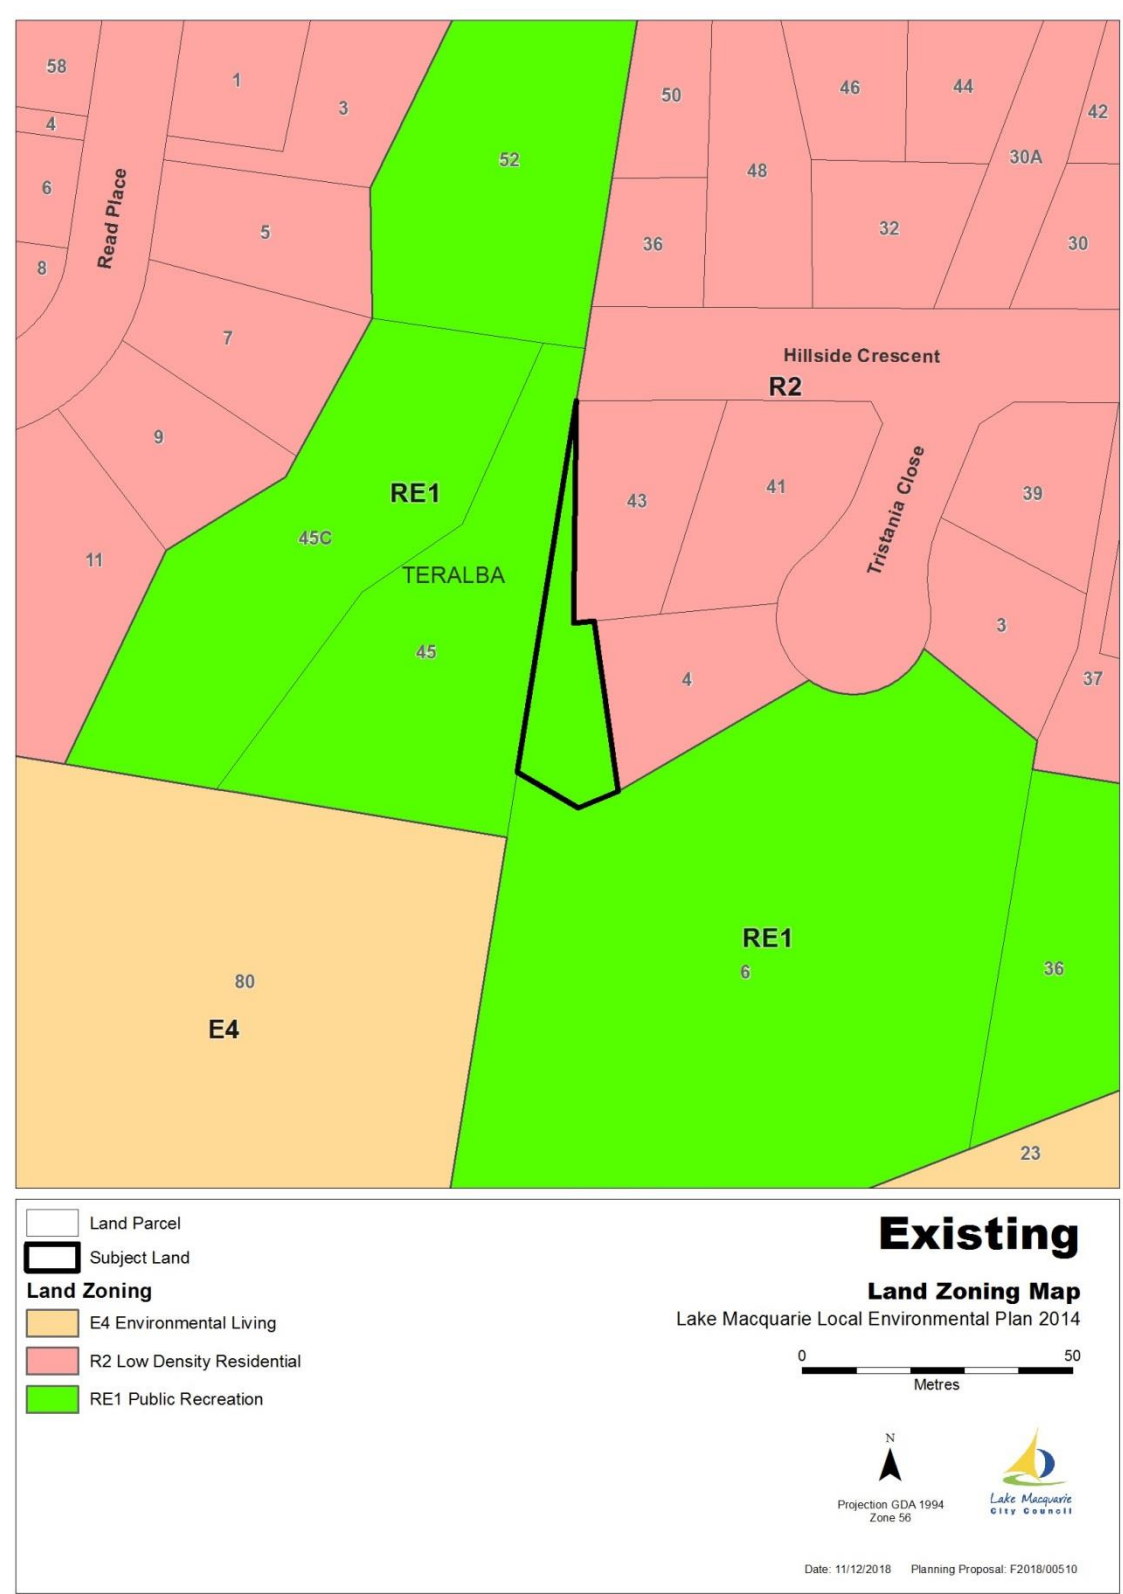 58
1
3
50
46
44
42
4
52
30A
48
6
Read Place
5
36
32
30
8
7
Hillside Crescent
R2
9
RE1
43
41
39
45C
Tristania Close
11
TERALBA
45
4
3
37
RE1
6
36
80
E4
23
Land Parcel
Subject Land
Land Zoning
E4 Environmental Living
R2 Low Density Residential
RE1 Public Recreation
Existing
Land Zoning Map
Lake Macquarie Local Environmental Plan 2014
0 50
Metres
N
Projection GDA 1994
Zone 56
Lake Macquarie
City Council
Date: 11/12/2018 Planning Proposal: F2018/00510